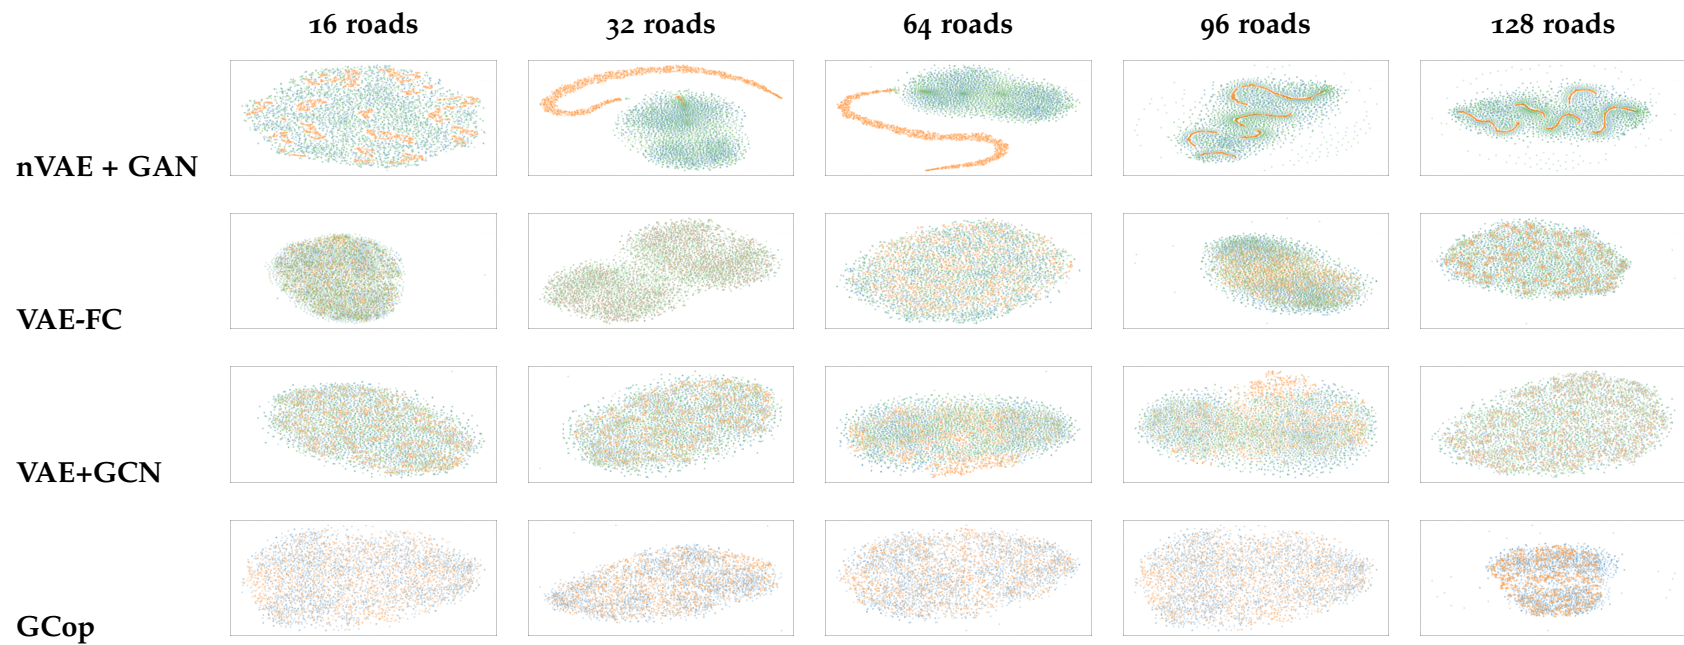 16 roads 32 roads 64 roads 96 roads 128 roads
nVAE + GAN
VAE-FC
VAE+GCN
GCop